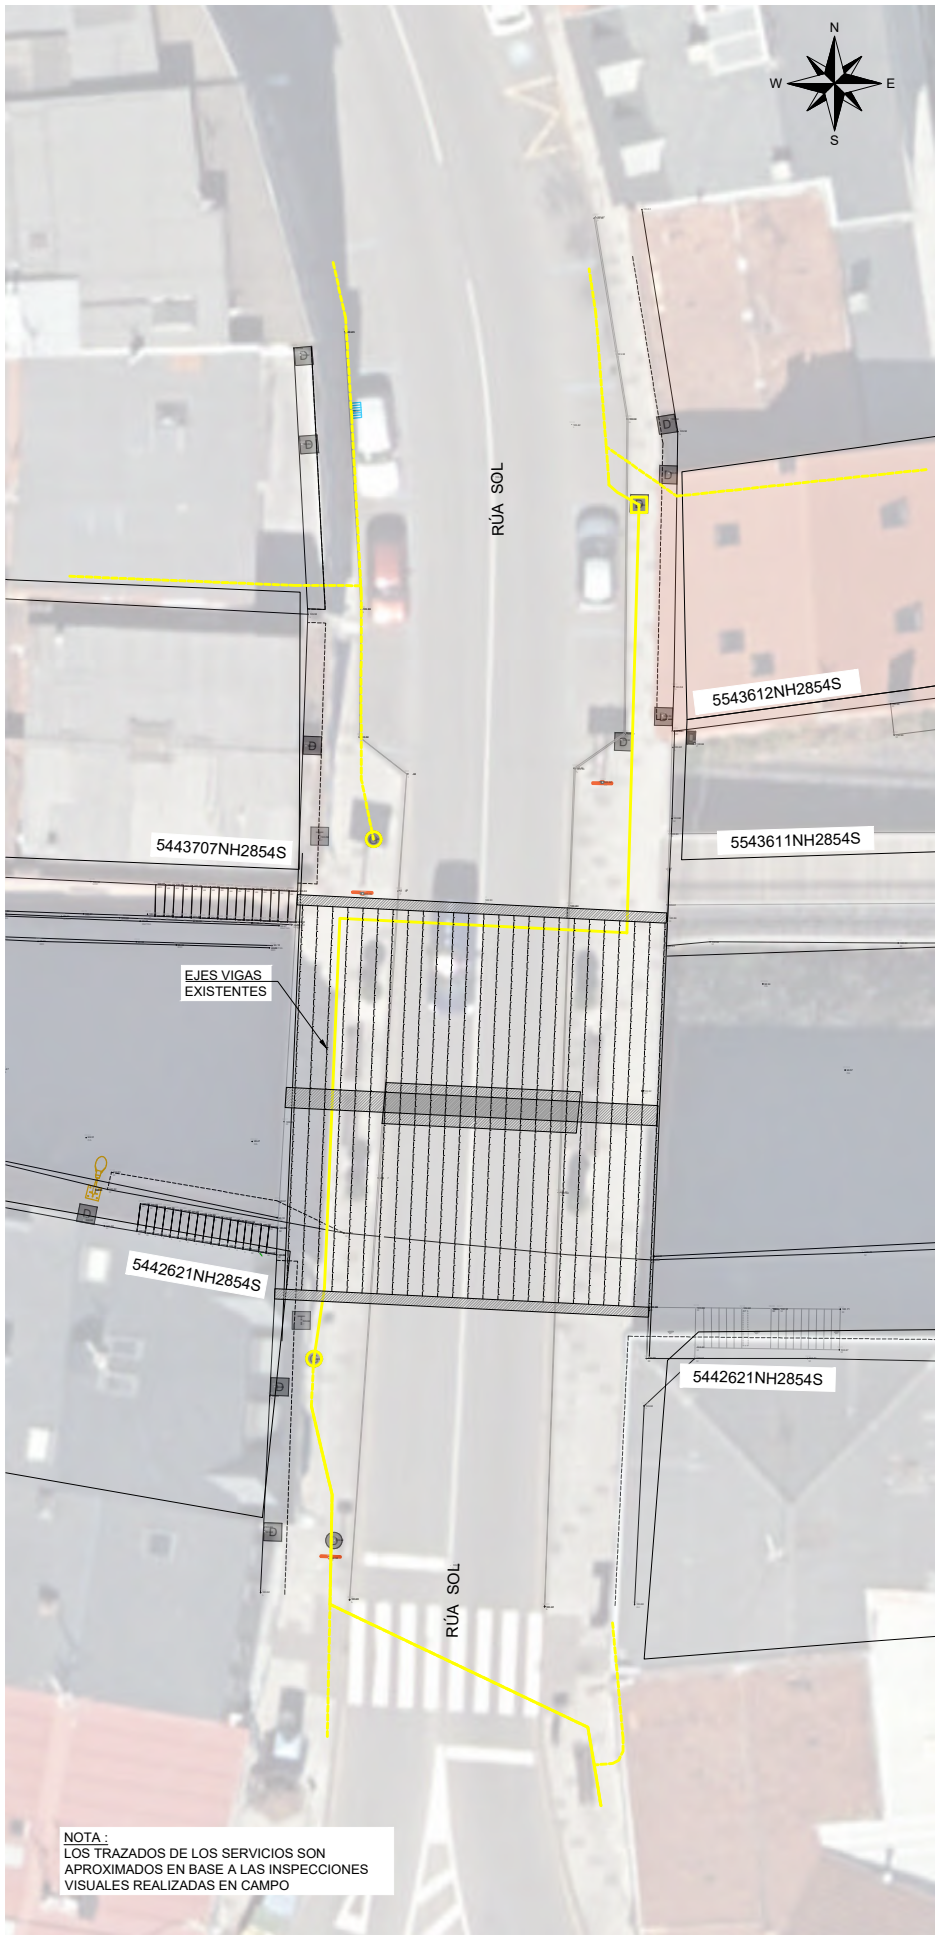 N
W
E
S
RÚA SOL
D
D
D
D
5543612NH2854S
D
D
5443707NH2854S
5543611NH2854S
EJES VIGAS
EXISTENTES
D
5442621NH2854S
5442621NH2854S
D
D
RÚA SOL
NOTA :
LOS TRAZADOS DE LOS SERVICIOS SON
APROXIMADOS EN BASE A LAS INSPECCIONES
VISUALES REALIZADAS EN CAMPO